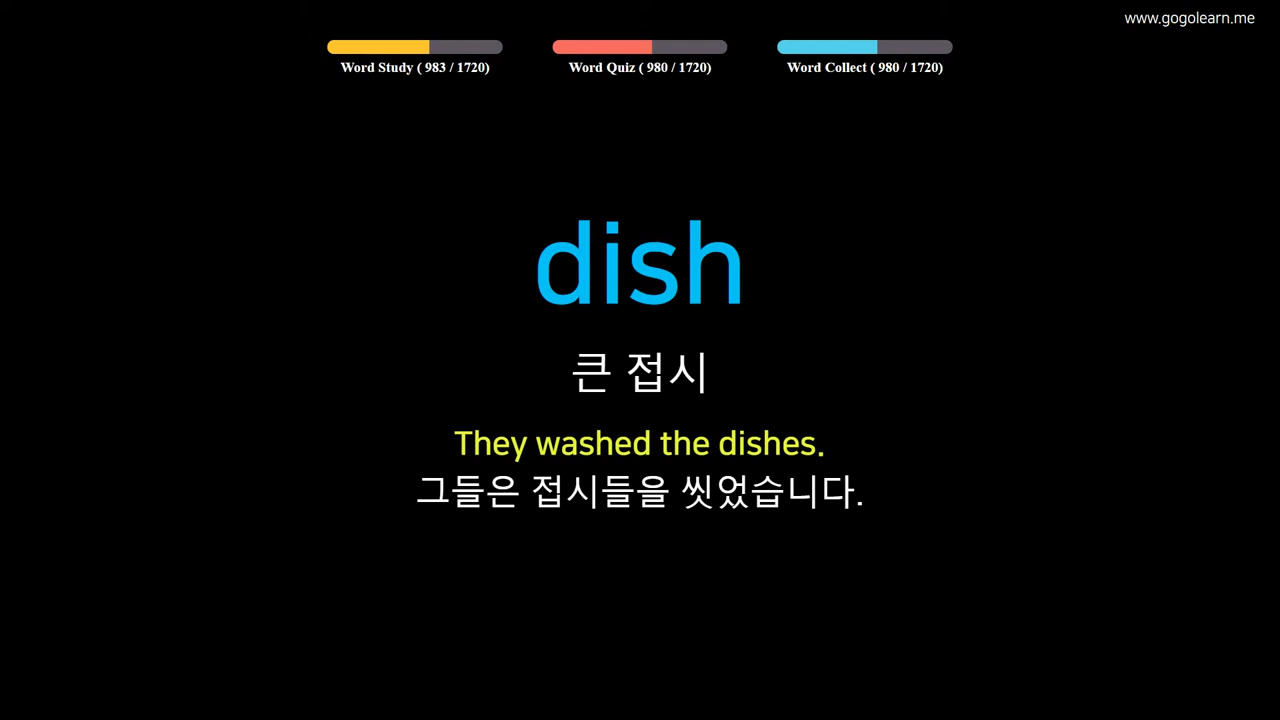 www.gogolearn.me
Word Study ( 983 / 1720)
Word Quiz ( 980 / 1720)
Word Collect ( 980 / 1720)
dish
큰 접시
They washed the dishes.
그들은 접시들을 씻었습니다.